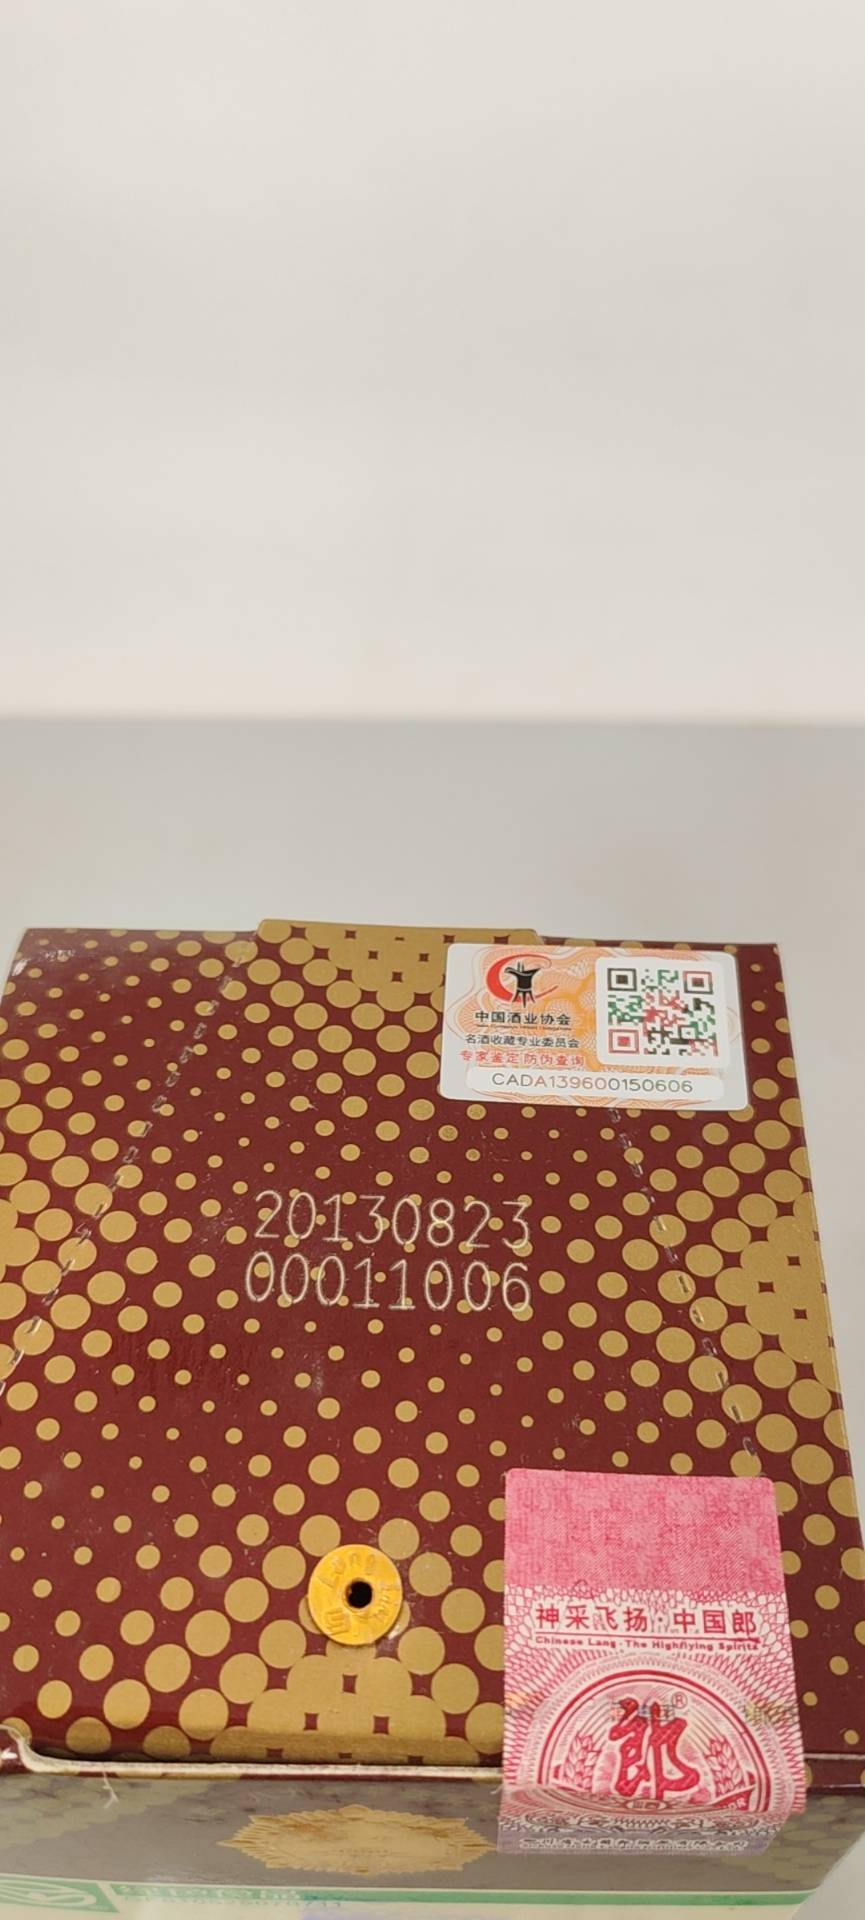 中国酒业协会
名酒收藏专业委员会
专家鉴定 防伪查询
CADA139600150606
20130823
00011006
Lang
神采飞扬·中国郎
Chinese Lang·The Highflying Spirits
郎®